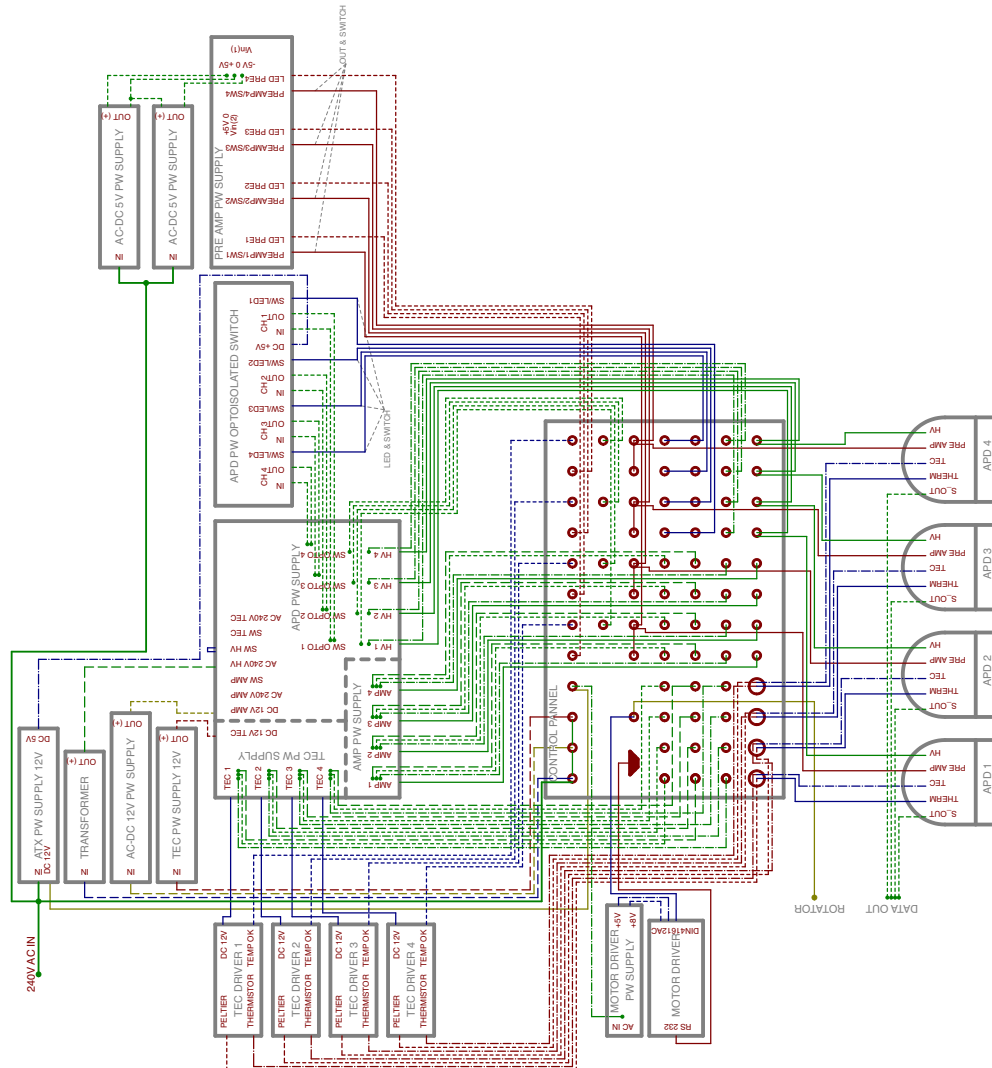 OUT & SWITCH
Vin(1)
-5V 0 +5V
LED PRE4
PREAMP4/SW4
+5V 0
Vin(2)
LED PRE3
PREAMP3/SW3
LED PRE2
PREAMP2/SW2
LED PRE1
PREAMP1/SW1
PRE AMP PW SUPPLY
OUT (+)
AC-DC 5V PW SUPPLY
IN
OUT (+)
AC-DC 5V PW SUPPLY
IN
APD PW OPTOISOLATED SWITCH
SW/LED1
OUT
CH 1
IN
DC +5V
SW/LED2
OUT
CH 2
IN
SW/LED3
OUT
CH 3
IN
SW/LED4
OUT
CH 4
IN
LED & SWITCH
APD PW SUPPLY
SW OPTO 4
SW OPTO 3
SW OPTO 2
SW OPTO 1
HV 4
HV 3
HV 2
HV 1
AC 240V TEC
SW TEC
SW HV
AC 240V HV
SW AMP
AC 240V AMP
DC 12V AMP
DC 12V TEC
AMP PW SUPPLY
AMP 4
AMP 3
AMP 2
AMP 1
TEC PW SUPPLY
TEC 1
TEC 2
TEC 3
TEC 4
CONTROL PANNEL
DC 5V
ATX PW SUPPLY 12V
IN
DC 12V
OUT (+)
TRANSFORMER
IN
OUT (+)
AC-DC 12V PW SUPPLY
IN
OUT (+)
TEC PW SUPPLY 12V
IN
240V AC IN
DC 12V
PELTIER
TEC DRIVER 1
TEMP OK
THERMISTOR
DC 12V
PELTIER
TEC DRIVER 2
TEMP OK
THERMISTOR
DC 12V
PELTIER
TEC DRIVER 3
TEMP OK
THERMISTOR
DC 12V
PELTIER
TEC DRIVER 4
TEMP OK
THERMISTOR
+5V
+8V
MOTOR DRIVER
PW SUPPLY
AC IN
DIN41612AC
MOTOR DRIVER
RS 232
ROTATOR
DATA OUT
HV
PRE AMP
TEC
THERM
S_OUT
APD 4
HV
PRE AMP
TEC
THERM
S_OUT
APD 3
HV
PRE AMP
TEC
THERM
S_OUT
APD 2
HV
PRE AMP
TEC
THERM
S_OUT
APD 1